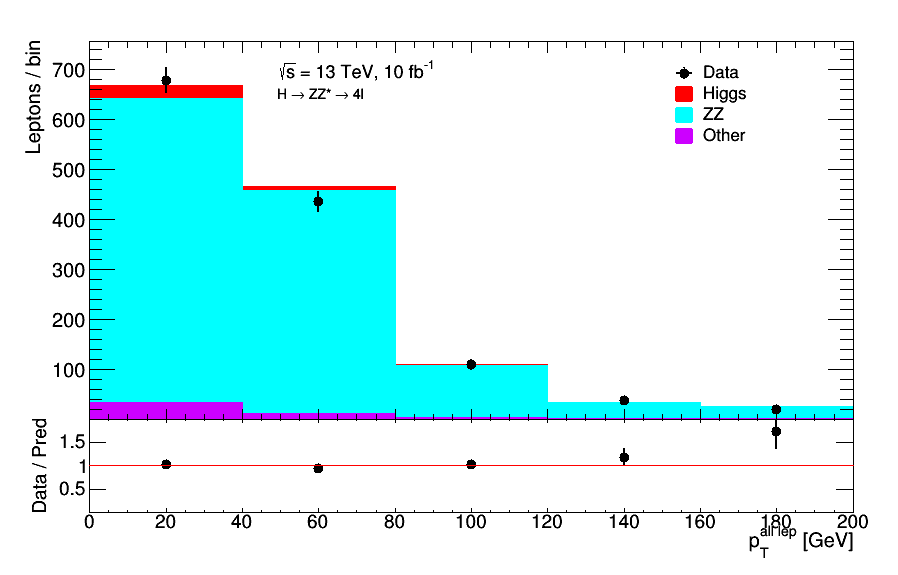 Leptons / bin
700
600
500
400
300
200
100
√s = 13 TeV, 10 fb⁻¹
H → ZZ* → 4l
Data
Higgs
ZZ
Other
Data / Pred
1.5
1
0.5
0 20 40 60 80 100 120 140 160 180 200
p_T^all lep [GeV]